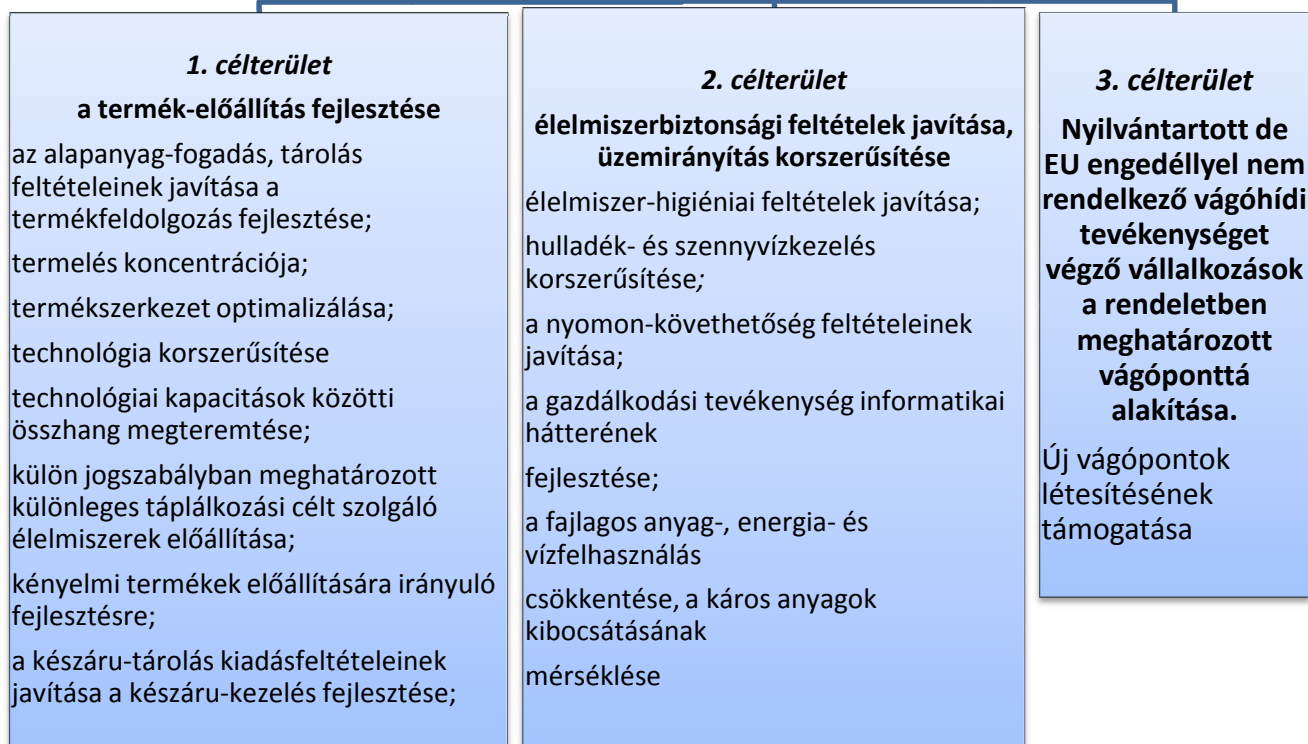 1. célterület
a termék-előállítás fejlesztése
az alapanyag-fogadás, tárolás
feltételeinek javítása a
termékfeldolgozás fejlesztése;
termelés koncentrációja;
termékszerkezet optimalizálása;
technológia korszerűsítése
technológiai kapacitások közötti
összhang megteremtése;
külön jogszabályban meghatározott
különleges táplálkozási célt szolgáló
élelmiszerek előállítása;
kényelmi termékek előállítására irányuló
fejlesztésre;
a készáru-tárolás kiadásfeltételeinek
javítása a készáru-kezelés fejlesztése;
2. célterület
élelmiszerbiztonsági feltételek javítása,
üzemirányítás korszerűsítése
élelmiszer-higiéniai feltételek javítása;
hulladék- és szennyvízkezelés
korszerűsítése;
a nyomon-követhetőség feltételeinek
javítása;
a gazdálkodási tevékenység informatikai
hátterének
fejlesztése;
a fajlagos anyag-, energia- és
vízfelhasználás
csökkentése, a káros anyagok
kibocsátásának
mérséklése
3. célterület
Nyilvántartott de
EU engedéllyel nem
rendelkező vágóhídi
tevékenységet
végző vállalkozások
a rendeletben
meghatározott
vágóponttá
alakítása.
Új vágópontok
létesítésének
támogatása